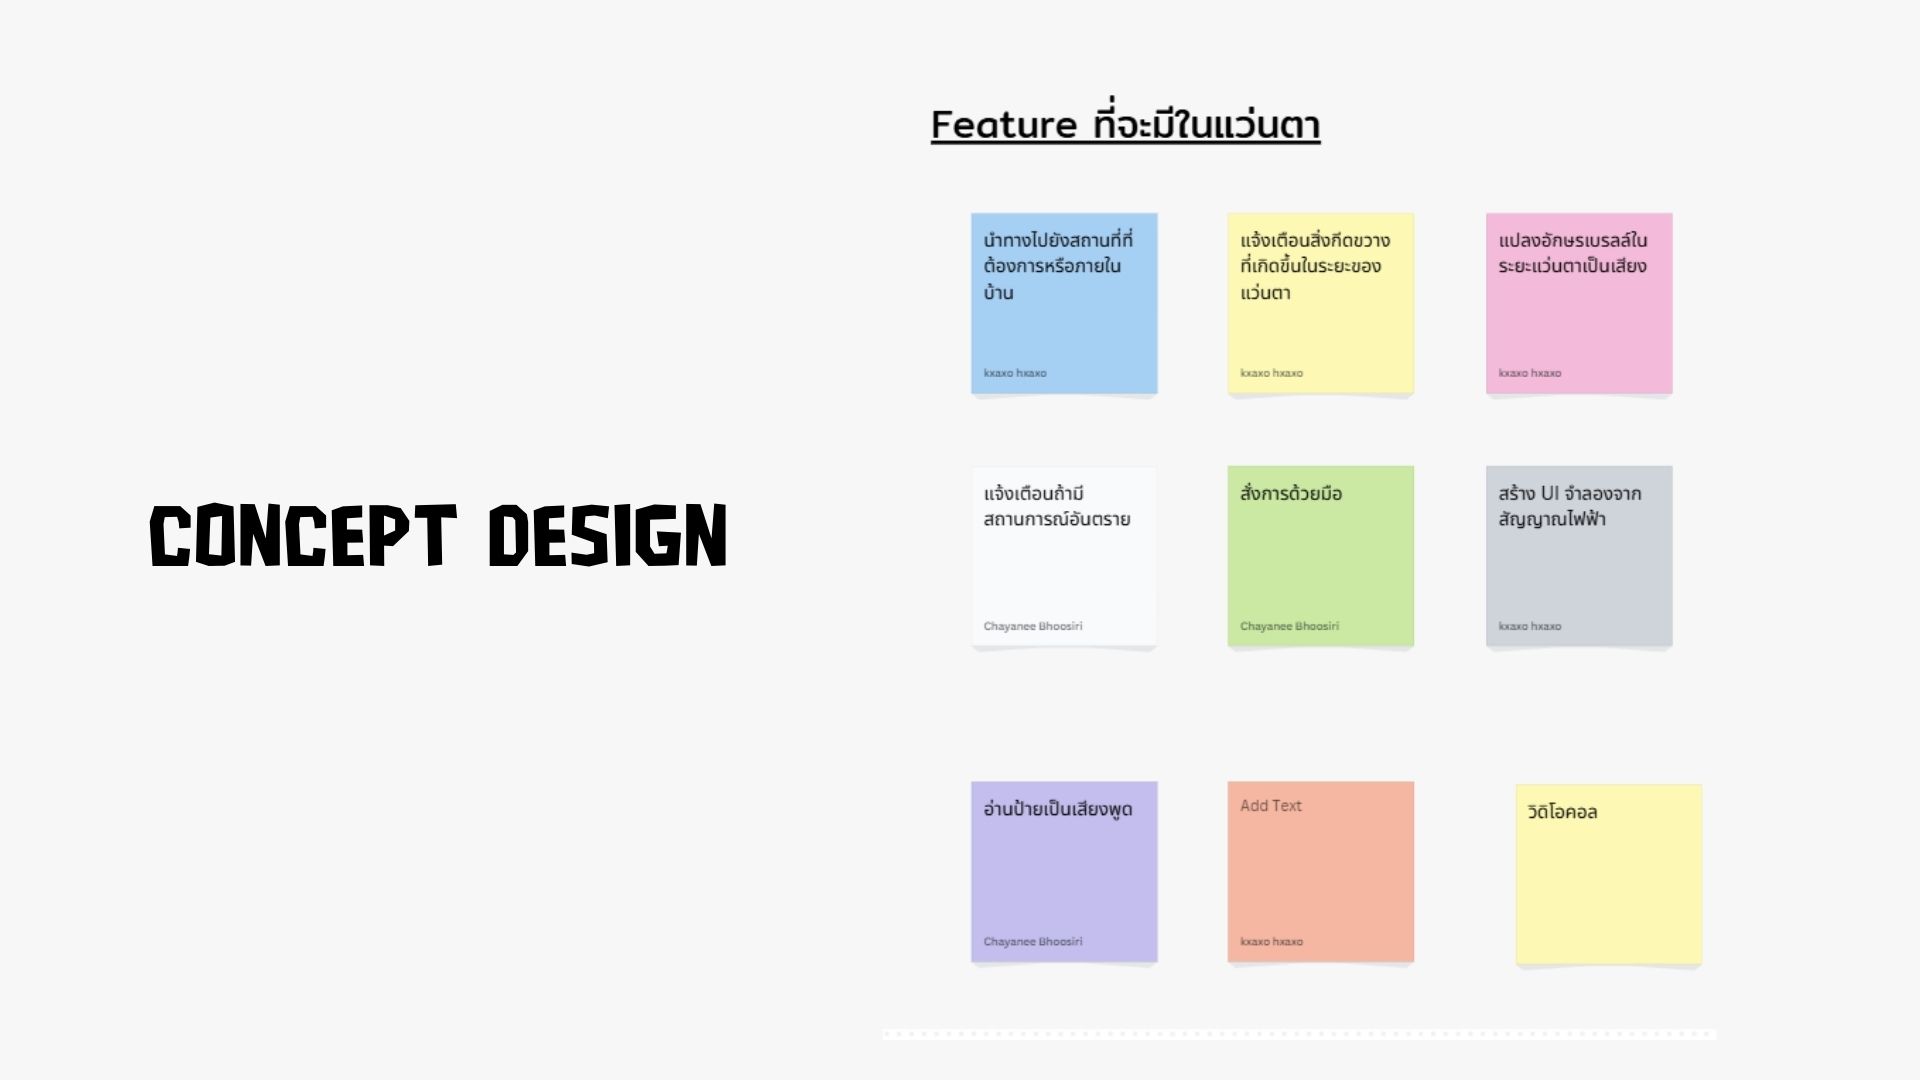 CONCEPT DESIGN
Feature ที่จะมีในแว่นตา
นำทางไปยังสถานที่ที่
ต้องการหรือภายใน
บ้าน
kxaxo hxaxo
แจ้งเตือนสิ่งกีดขวาง
ที่เกิดขึ้นในระยะของ
แว่นตา
kxaxo hxaxo
แปลงอักษรเบรลล์ใน
ระยะแว่นตาเป็นเสียง
kxaxo hxaxo
แจ้งเตือนถ้ามี
สถานการณ์อันตราย
Chayanee Bhoosiri
สั่งการด้วยมือ
Chayanee Bhoosiri
สร้าง UI จำลองจาก
สัญญาณไฟฟ้า
kxaxo hxaxo
อ่านป้ายเป็นเสียงพูด
Chayanee Bhoosiri
Add Text
kxaxo hxaxo
วิดิโอคอล